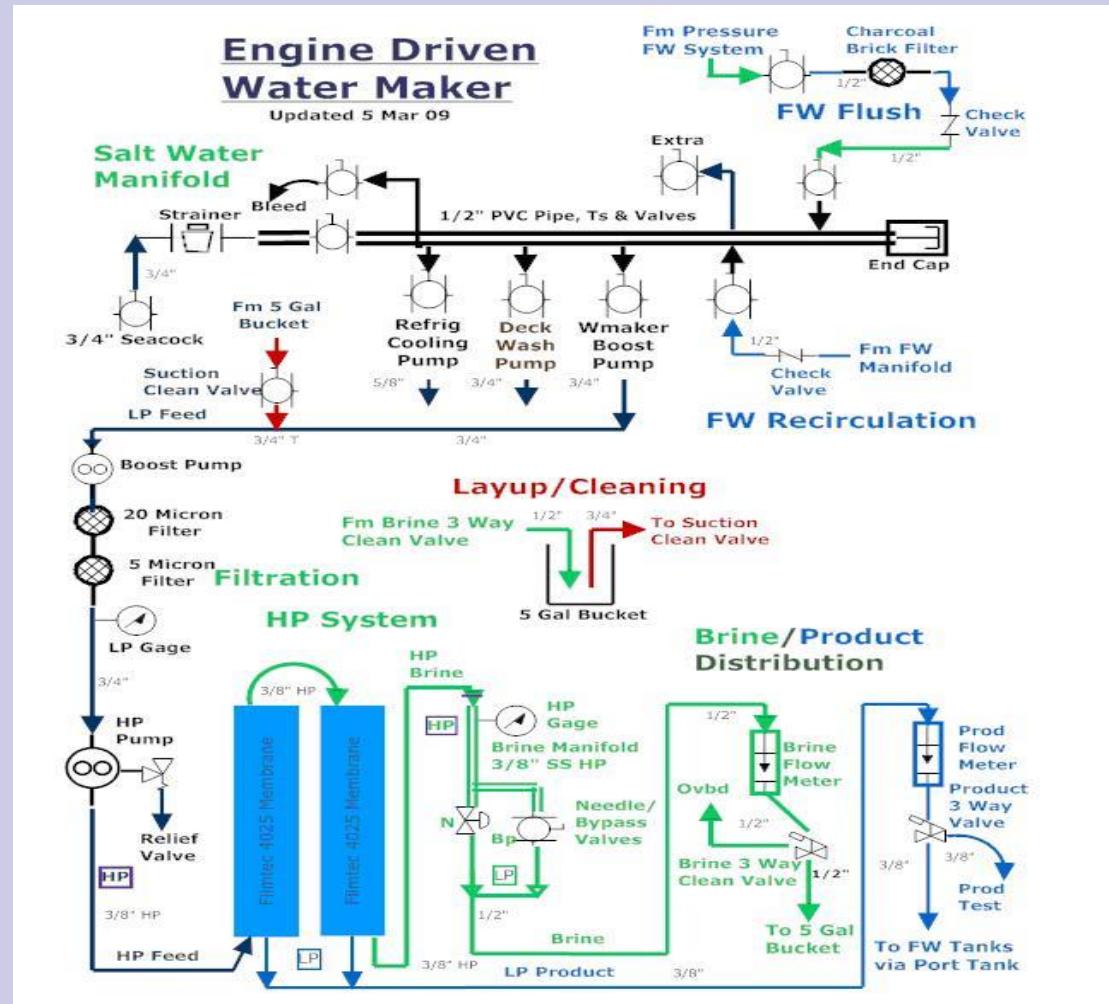 Engine Driven
Water Maker
Updated 5 Mar 09
Fm Pressure
FW System
Charcoal
Brick Filter
1/2"
FW Flush
Check
Valve
1/2"
Salt Water
Manifold
Extra
Strainer
Bleed
1/2" PVC Pipe, Ts & Valves
End Cap
3/4"
3/4" Seacock
Fm 5 Gal
Bucket
Refrig
Cooling
Pump
Deck
Wash
Pump
Wmaker
Boost
Pump
1/2"
Check
Valve
Fm FW
Manifold
5/8"
3/4"
3/4"
Suction
Clean Valve
FW Recirculation
LP Feed
3/4" T
3/4"
Boost Pump
20 Micron
Filter
5 Micron
Filter
Filtration
LP Gage
Layup/Cleaning
Fm Brine 3 Way
Clean Valve
1/2"
3/4"
To Suction
Clean Valve
5 Gal Bucket
HP System
3/4"
HP
Pump
Relief
Valve
HP
3/8" HP
HP Feed
3/8" HP
Filmtec 4025 Membrane
Filmtec 4025 Membrane
LP
3/8" HP
HP
Brine
HP
HP
Gage
Brine Manifold
3/8" SS HP
N
Bp
Needle/
Bypass
Valves
LP
1/2"
Brine
LP Product
3/8"
Brine/Product
Distribution
1/2"
Brine
Flow
Meter
Ovbd
1/2"
Brine 3 Way
Clean Valve
1/2"
To 5 Gal
Bucket
Prod
Flow
Meter
Product
3 Way
Valve
3/8"
3/8"
Prod
Test
To FW Tanks
via Port Tank